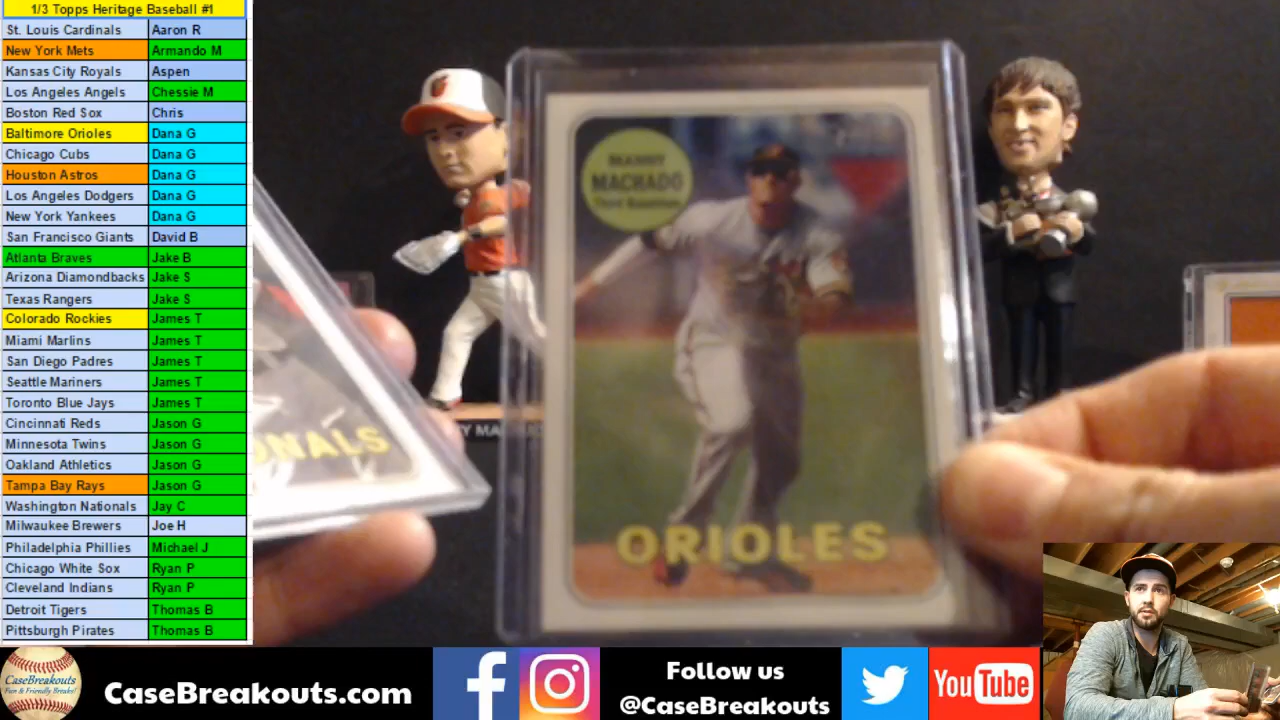 1/3 Topps Heritage Baseball #1
St. Louis Cardinals Aaron R
New York Mets Armando M
Kansas City Royals Aspen
Los Angeles Angels Chessie M
Boston Red Sox Chris
Baltimore Orioles Dana G
Chicago Cubs Dana G
Houston Astros Dana G
Los Angeles Dodgers Dana G
New York Yankees Dana G
San Francisco Giants David B
Atlanta Braves Jake B
Arizona Diamondbacks Jake S
Texas Rangers Jake S
Colorado Rockies James T
Miami Marlins James T
San Diego Padres James T
Seattle Mariners James T
Toronto Blue Jays James T
Cincinnati Reds Jason G
Minnesota Twins Jason G
Oakland Athletics Jason G
Tampa Bay Rays Jason G
Washington Nationals Jay C
Milwaukee Brewers Joe H
Philadelphia Phillies Michael J
Chicago White Sox Ryan P
Cleveland Indians Ryan P
Detroit Tigers Thomas B
Pittsburgh Pirates Thomas B
MANNY
MACHADO
Third Baseman
ORIOLES
ONALS
CaseBreakouts
Fun & Friendly Breaks!
CaseBreakouts.com
Follow us
@CaseBreakouts
YouTube